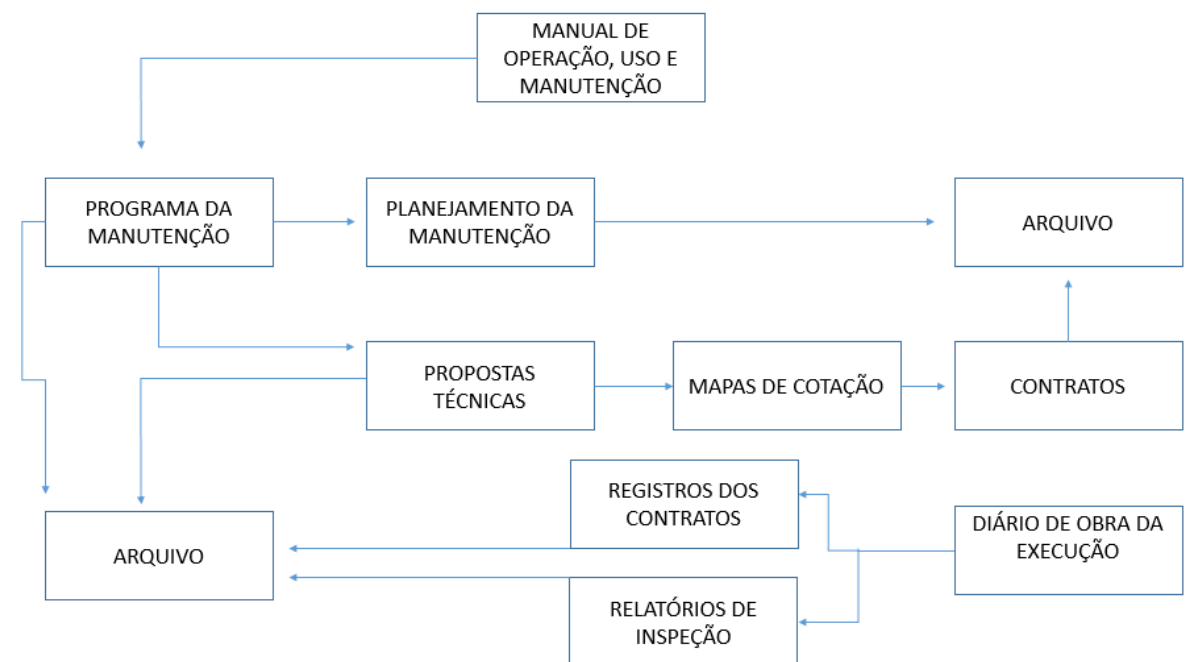 MANUAL DE
OPERAÇÃO, USO E
MANUTENÇÃO
PROGRAMA DA
MANUTENÇÃO
PLANEJAMENTO DA
MANUTENÇÃO
ARQUIVO
PROPOSTAS
TÉCNICAS
MAPAS DE COTAÇÃO
CONTRATOS
REGISTROS DOS
CONTRATOS
DIÁRIO DE OBRA DA
EXECUÇÃO
ARQUIVO
RELATÓRIOS DE
INSPEÇÃO